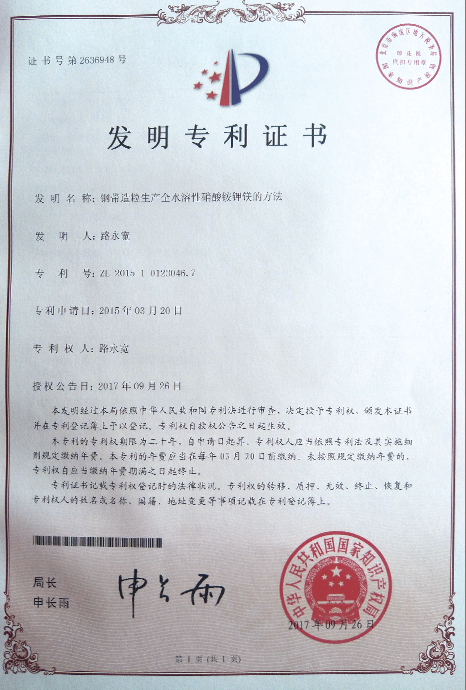 证书号第2636948号
印花税
代扣专用章
发明专利证书
发明名称:钢带造粒生产全水溶性硝酸铵钾镁的方法
发明人:路永宽
专利号:ZL 2015 1 0123046.7
专利申请日:2015年03月20日
专利权人:路永宽
授权公告日:2017年09月26日
本发明经过本局依照中华人民共和国专利法进行审查,决定授予专利权,颁发本证书
并在专利登记簿上予以登记。专利权自授权公告之日起生效。
本专利的专利权期限为二十年,自申请日起算。专利权人应当依照专利法及其实施细
则规定缴纳年费。本专利的年费应当在每年03月20日前缴纳。未按照规定缴纳年费的,
专利权自应当缴纳年费期满之日起终止。
专利证书记载专利权登记时的法律状况。专利权的转移、质押、无效、终止、恢复和
专利权人的姓名或名称、国籍、地址变更等事项记载在专利登记簿上。
局长
申长雨
申长雨
中华人民共和国国家知识产权局
2017年09月26日
第1页(共1页)